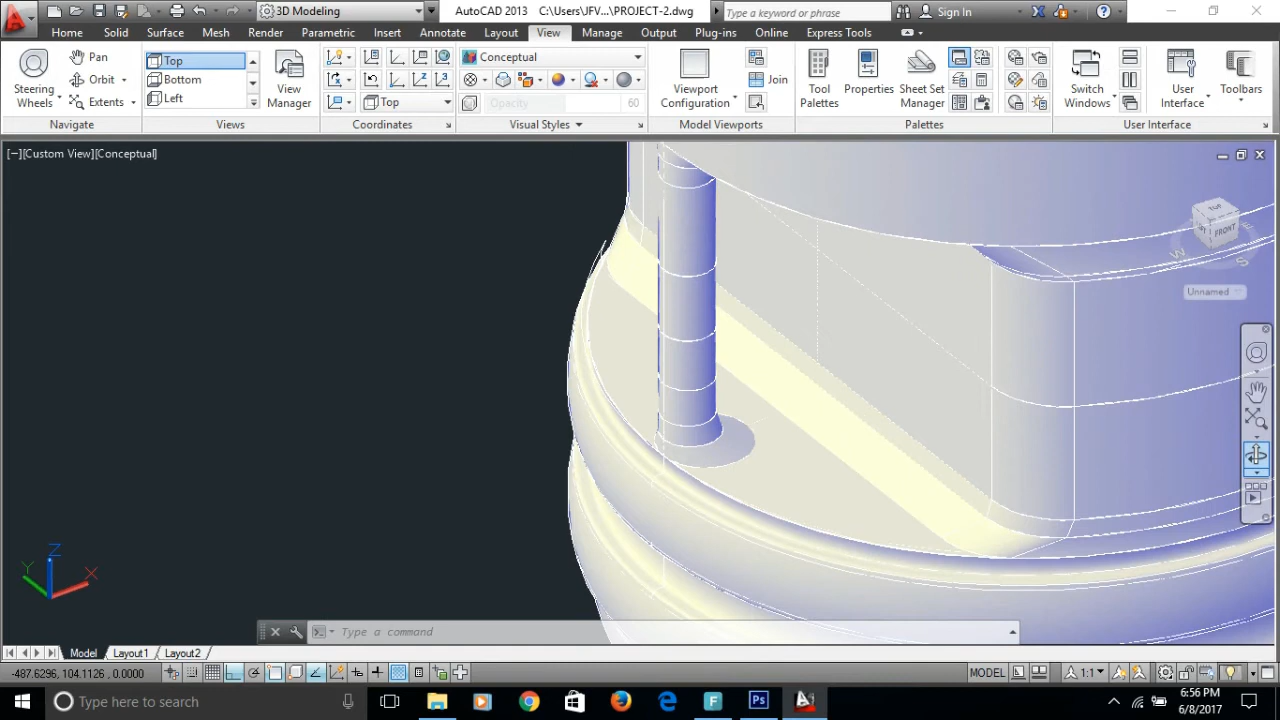 3D Modeling
AutoCAD 2013 C:\Users\JFV...\PROJECT-2.dwg
Type a keyword or phrase
Sign In
Home Solid Surface Mesh Render Parametric Insert Annotate Layout View Manage Output Plug-ins Online Express Tools
Steering Wheels
Pan
Orbit
Extents
Navigate
Top
Bottom
Left
View Manager
Views
Top
Coordinates
Conceptual
Opacity 60
Visual Styles
Viewport Configuration
Join
Model Viewports
Tool Palettes
Properties
Sheet Set Manager
Palettes
Switch Windows
User Interface
Toolbars
User Interface
[−][Custom View][Conceptual]
TOP
FRONT
W
S
Unnamed
Z
Y
X
Type a command
Model Layout1 Layout2
-487.6296, 104.1126, 0.0000
MODEL
1:1
Type here to search
F
Ps
6:56 PM
6/8/2017